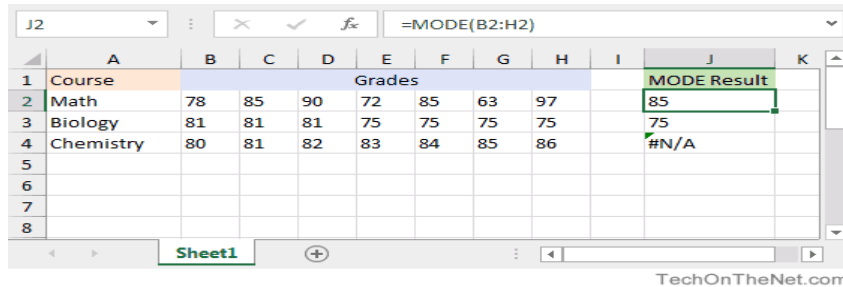 J2 fx =MODE(B2:H2)
A B C D E F G H I J K
1 Course Grades MODE Result
2 Math 78 85 90 72 85 63 97 85
3 Biology 81 81 81 75 75 75 75 75
4 Chemistry 80 81 82 83 84 85 86 #N/A
5
6
7
8
Sheet1
TechOnTheNet.com